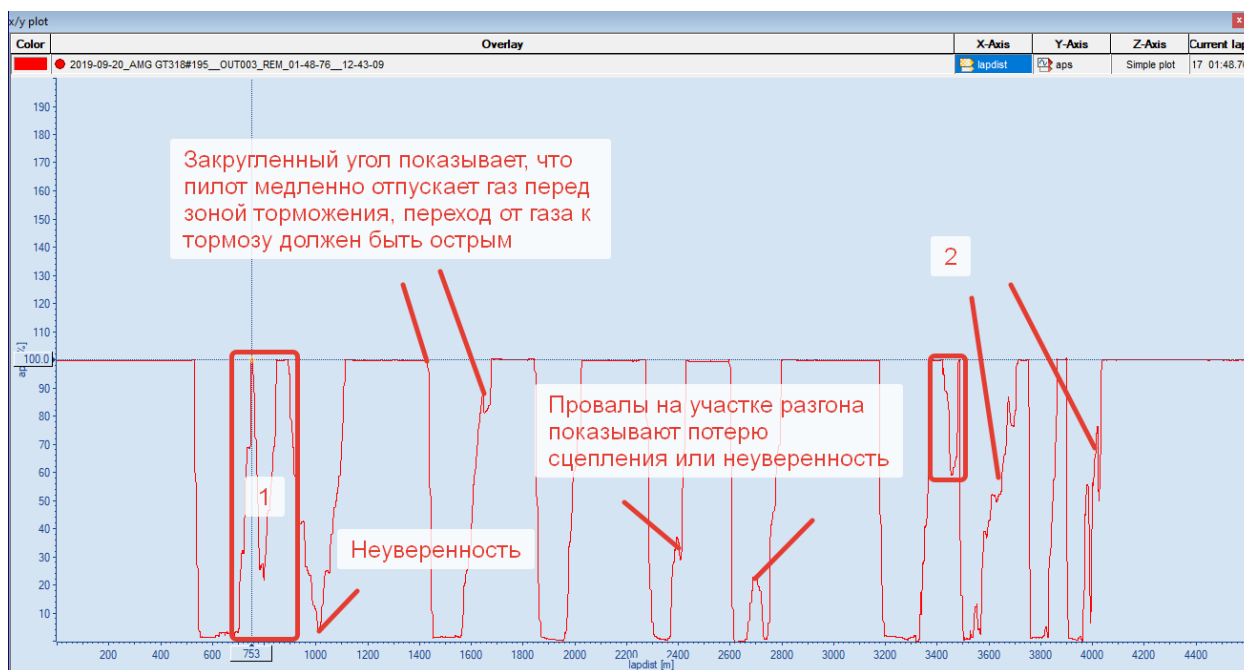 x/y plot
x
Color Overlay X-Axis Y-Axis Z-Axis Current lap
2019-09-20_AMG GT318#195__OUT003_REM_01-48-76__12-43-09 lapdist aps Simple plot 17 01:48.76
190
180
170
160
150
140
130
120
110
100.0
90
80
70
60
50
40
30
20
10
Закругленный угол показывает, что
пилот медленно отпускает газ перед
зоной торможения, переход от газа к
тормозу должен быть острым
2
Провалы на участке разгона
показывают потерю
сцепления или неуверенность
1
Неуверенность
200 400 600 753 1000 1200 1400 1600 1800 2000 2200 2400 2600 2800 3000 3200 3400 3600 3800 4000 4200 4400
lapdist [m]